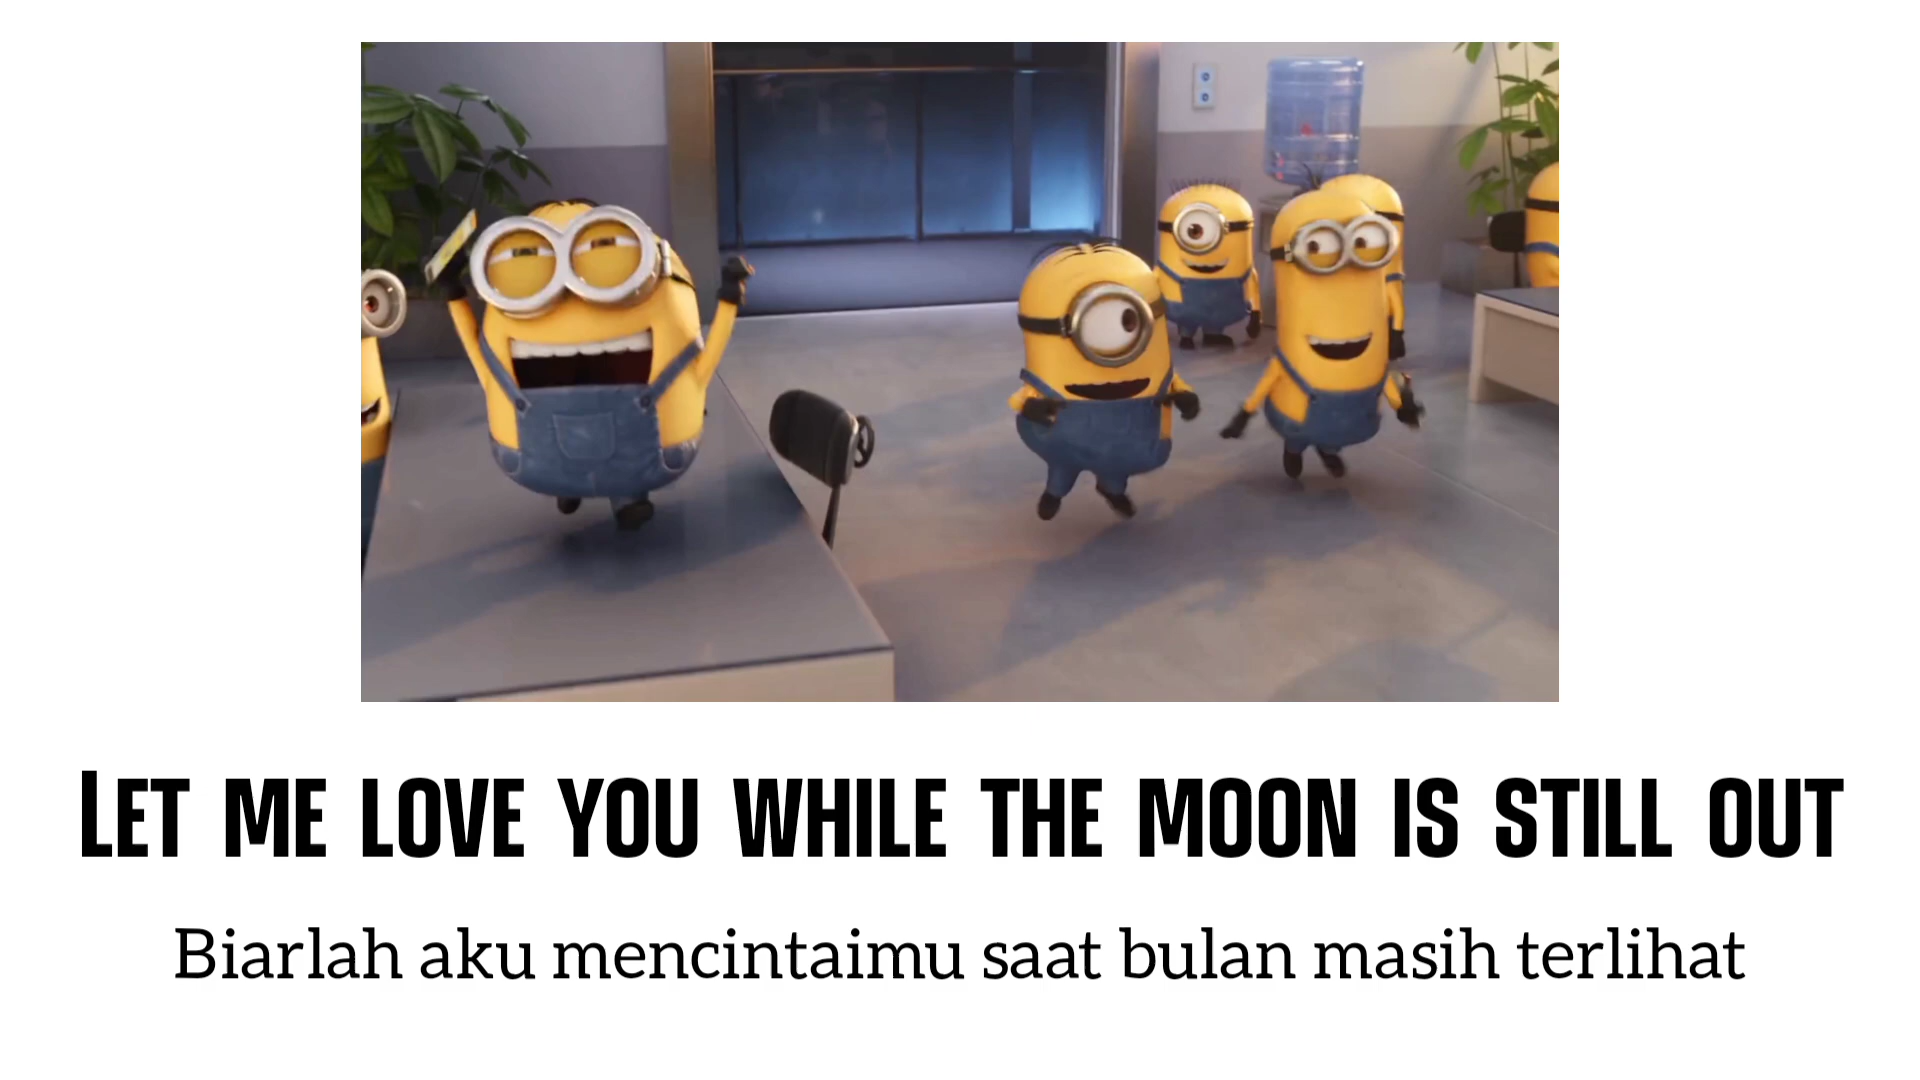 LET ME LOVE YOU WHILE THE MOON IS STILL OUT
Biarlah aku mencintaimu saat bulan masih terlihat